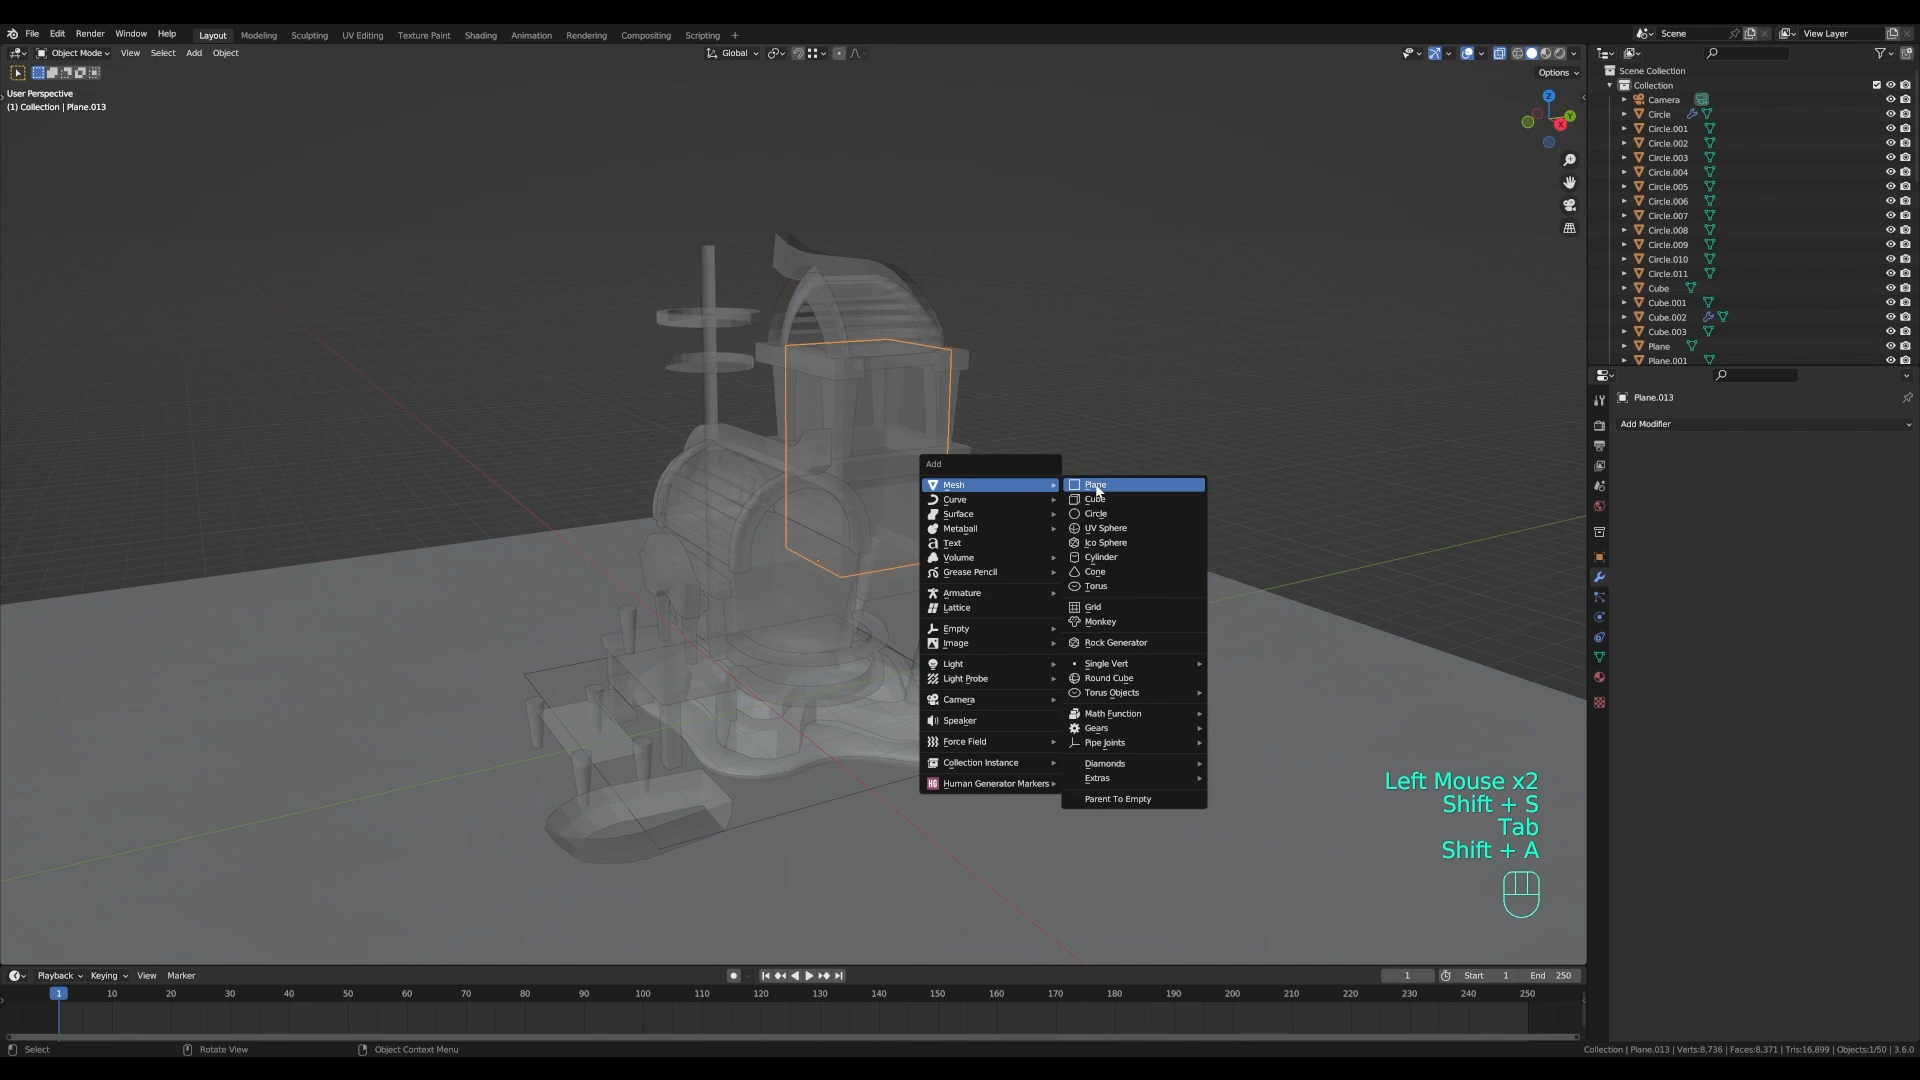 File Edit Render Window Help Layout Modeling Sculpting UV Editing Texture Paint Shading Animation Rendering Compositing Scripting + Scene View Layer
Object Mode View Select Add Object Global
Options
User Perspective
(1) Collection | Plane.013
Z
Y
X
Scene Collection
Collection
Camera
Circle
Circle.001
Circle.002
Circle.003
Circle.004
Circle.005
Circle.006
Circle.007
Circle.008
Circle.009
Circle.010
Circle.011
Cube
Cube.001
Cube.002
Cube.003
Plane
Plane.001
Plane.013
Add Modifier
Add
Mesh
Curve
Surface
Metaball
Text
Volume
Grease Pencil
Armature
Lattice
Empty
Image
Light
Light Probe
Camera
Speaker
Force Field
Collection Instance
HG Human Generator Markers
Plane
Cube
Circle
UV Sphere
Ico Sphere
Cylinder
Cone
Torus
Grid
Monkey
Rock Generator
Single Vert
Round Cube
Torus Objects
Math Function
Gears
Pipe Joints
Diamonds
Extras
Parent To Empty
Left Mouse x2
Shift + S
Tab
Shift + A
Playback Keying View Marker 1 Start 1 End 250
1 10 20 30 40 50 60 70 80 90 100 110 120 130 140 150 160 170 180 190 200 210 220 230 240 250
Select Rotate View Object Context Menu Collection | Plane.013 | Verts:8,736 | Faces:8,371 | Tris:16,899 | Objects:1/50 | 3.6.0